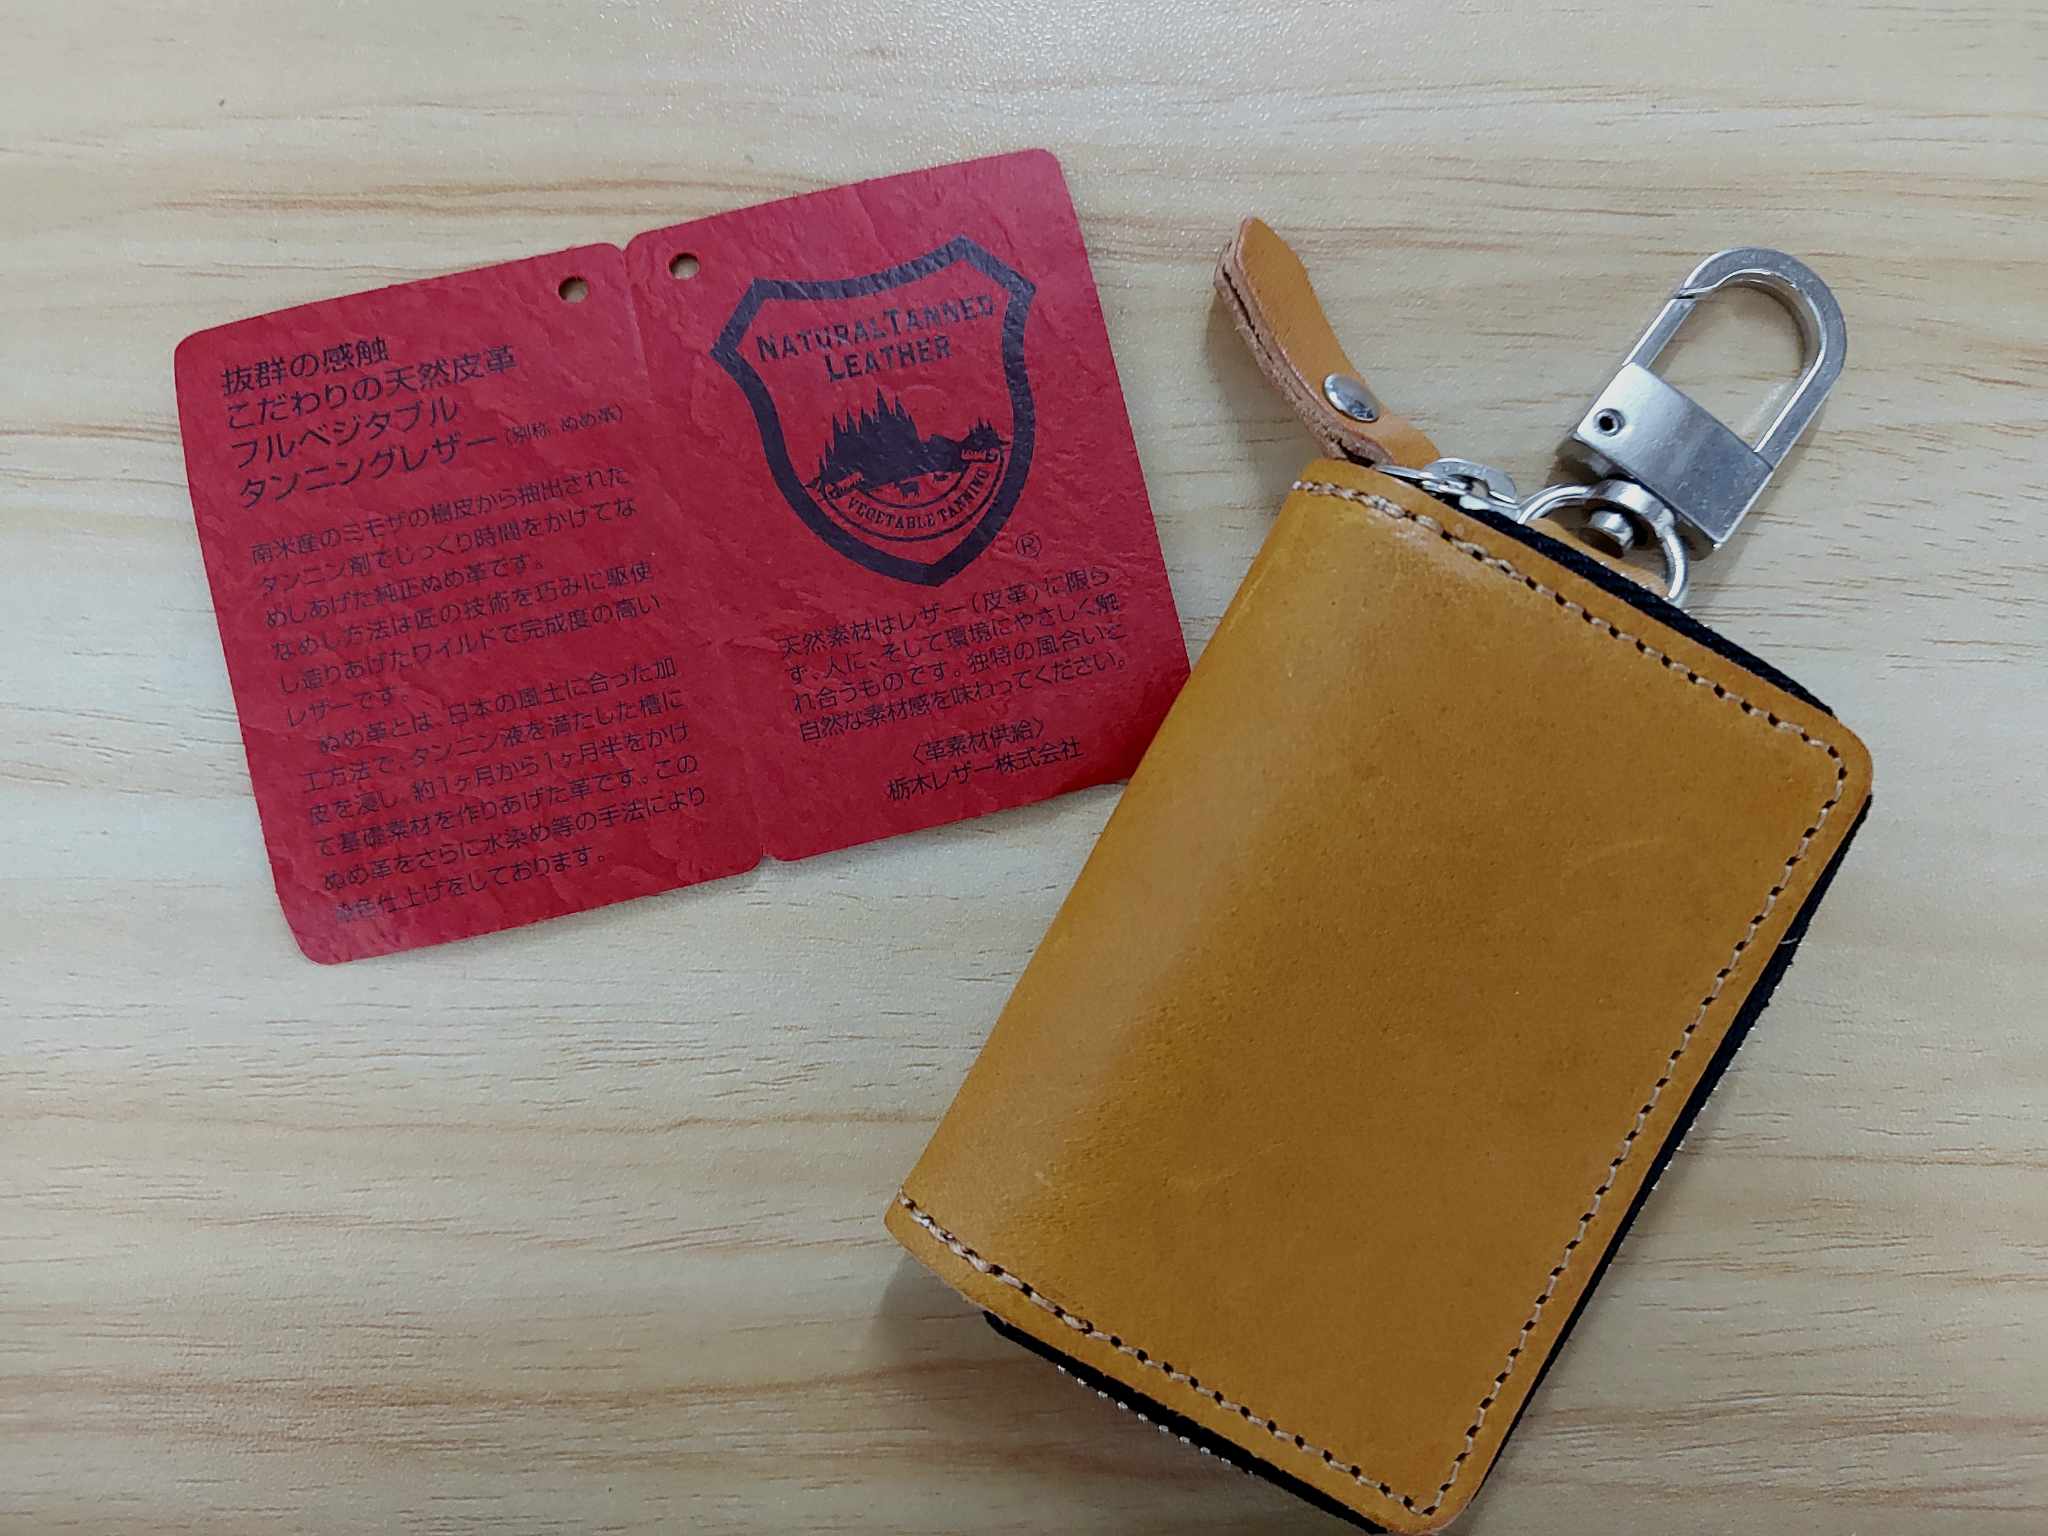 抜群の感触
こだわりの天然皮革
フルベジタブル
タンニングレザー（別称 ぬめ革）
南米産のミモザの樹皮から抽出された
タンニン剤でじっくり時間をかけてな
めしあげた純正ぬめ革です。
なめし方法は匠の技術を巧みに駆使
し造りあげたワイルドで完成度の高い
レザーです。
ぬめ革とは、日本の風土に合った加
工方法で、タンニン液を満たした槽に
皮を浸し、約1ヶ月から1ヶ月半をかけ
て基礎素材を作りあげた革です。この
ぬめ革をさらに水染め等の手法により
染色仕上げをしております。
NATURAL TANNED
LEATHER
VEGETABLE TANNING
®
天然素材はレザー（皮革）に限ら
ず、人に、そして環境にやさしく触
れ合うものです。独特の風合いと
自然な素材感を味わってください。
〈革素材供給〉
栃木レザー株式会社